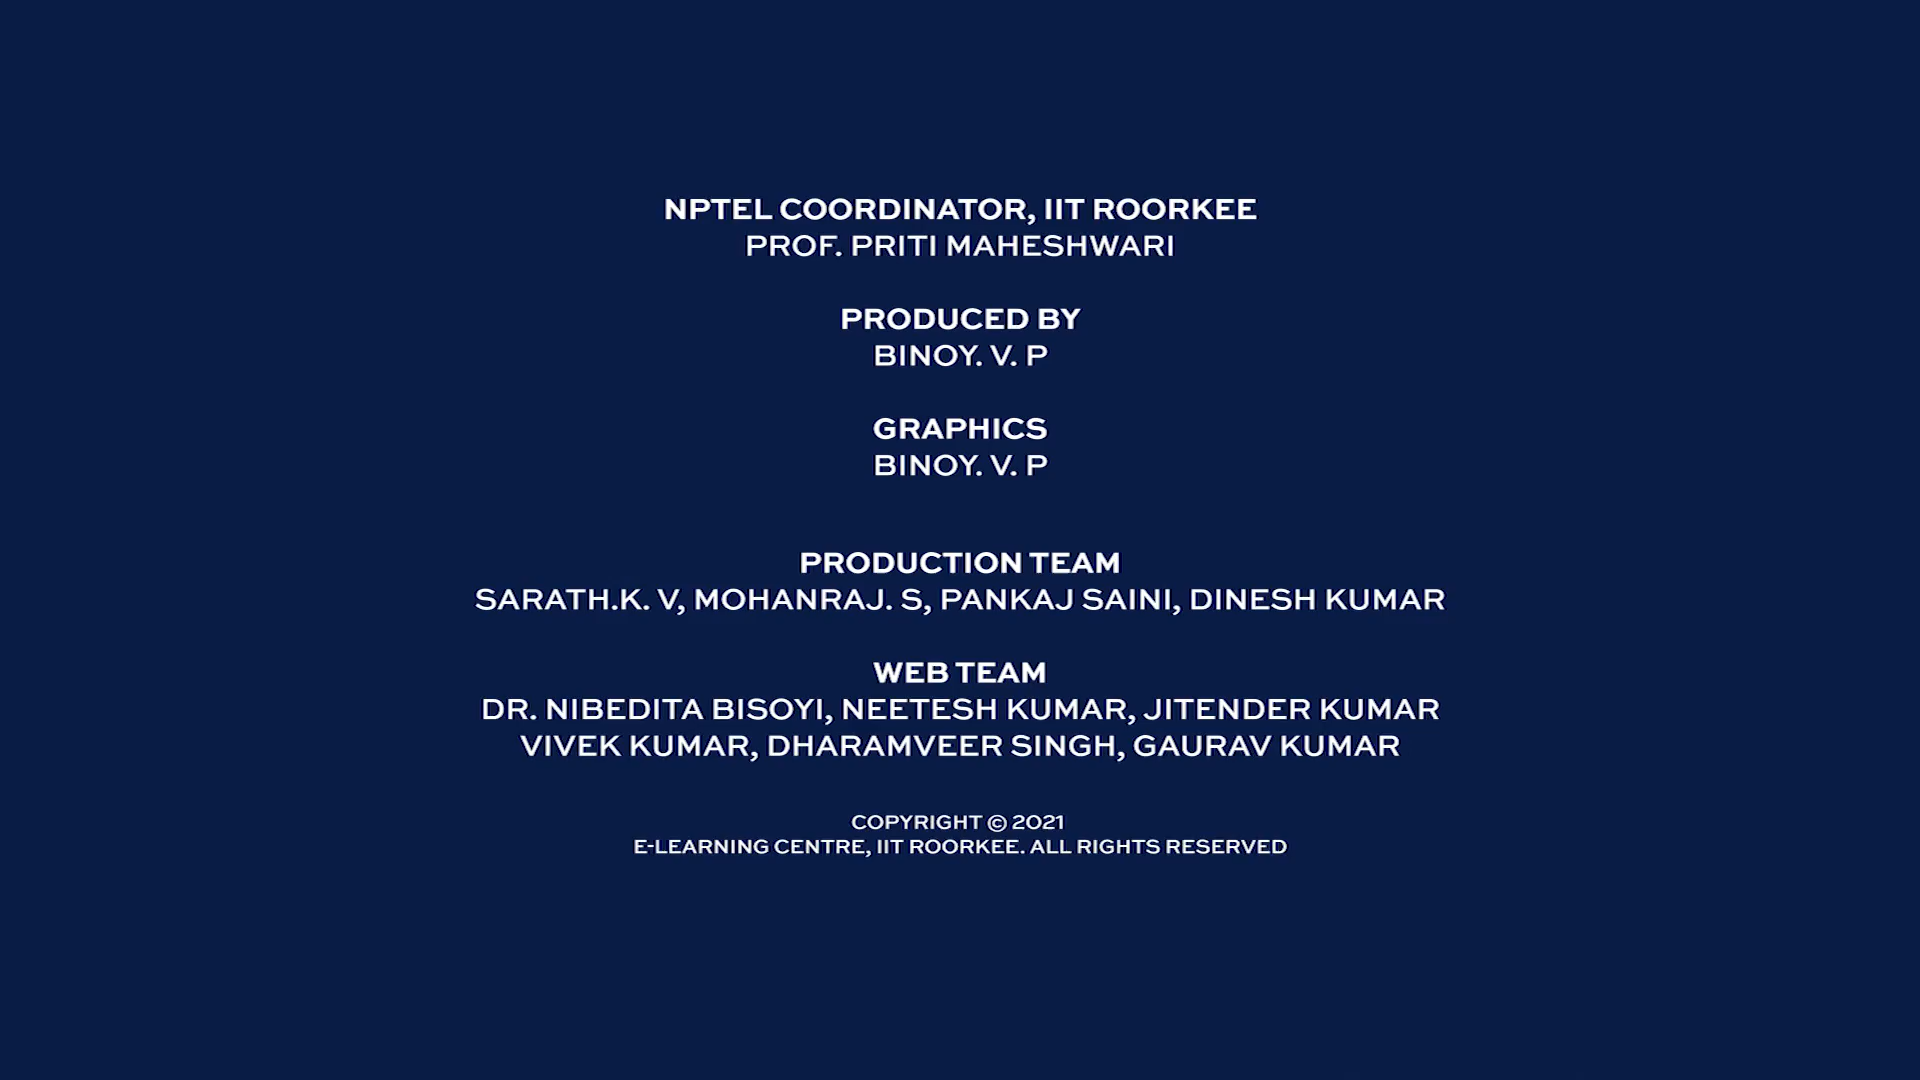 NPTEL COORDINATOR, IIT ROORKEE
PROF. PRITI MAHESHWARI
PRODUCED BY
BINOY. V. P
GRAPHICS
BINOY. V. P
PRODUCTION TEAM
SARATH.K. V, MOHANRAJ. S, PANKAJ SAINI, DINESH KUMAR
WEB TEAM
DR. NIBEDITA BISOYI, NEETESH KUMAR, JITENDER KUMAR
VIVEK KUMAR, DHARAMVEER SINGH, GAURAV KUMAR
COPYRIGHT © 2021
E-LEARNING CENTRE, IIT ROORKEE. ALL RIGHTS RESERVED